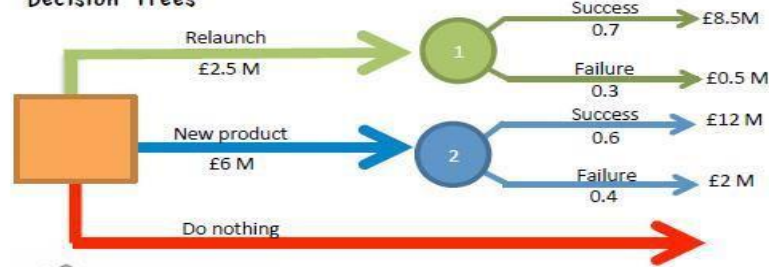 Decision Trees
Relaunch
£2.5 M
1
Success
0.7
£8.5M
Failure
0.3
£0.5 M
New product
£6 M
2
Success
0.6
£12 M
Failure
0.4
£2 M
Do nothing